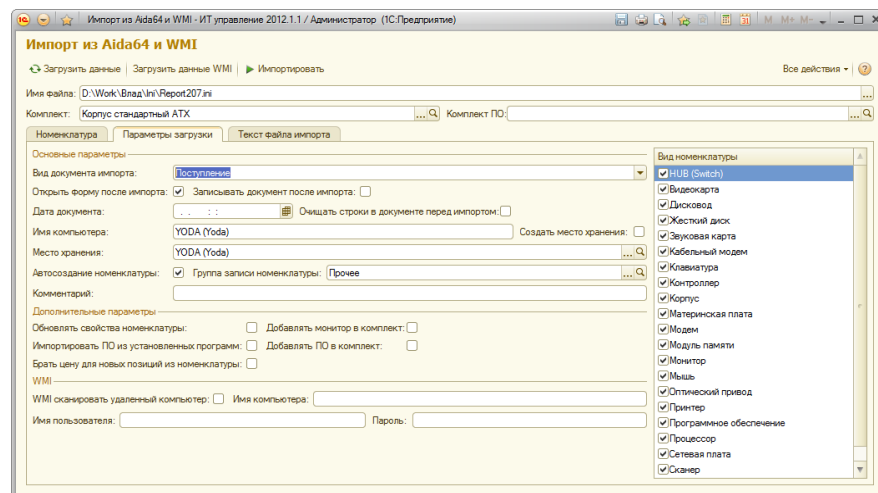 Импорт из Aida64 и WMI - ИТ управление 2012.1.1 / Администратор (1С:Предприятие)
M M+ M-
Импорт из Aida64 и WMI
Загрузить данные Загрузить данные WMI Импортировать Все действия
Имя файла: D:\Work\Влад\Ini\Report207.ini
Комплект: Корпус стандартный ATX Комплект ПО:
Номенклатура Параметры загрузки Текст файла импорта
Основные параметры
Вид документа импорта: Поступление
Открыть форму после импорта: Записывать документ после импорта:
Дата документа: . . : : Очищать строки в документе перед импортом:
Имя компьютера: YODA (Yoda) Создать место хранения:
Место хранения: YODA (Yoda)
Автосоздание номенклатуры: Группа записи номенклатуры: Прочее
Комментарий:
Дополнительные параметры
Обновлять свойства номенклатуры: Добавлять монитор в комплект:
Импортировать ПО из установленных программ: Добавлять ПО в комплект:
Брать цену для новых позиций из номенклатуры:
WMI
WMI сканировать удаленный компьютер: Имя компьютера:
Имя пользователя: Пароль:
Вид номенклатуры
HUB (Switch)
Видеокарта
Дисковод
Жесткий диск
Звуковая карта
Кабельный модем
Клавиатура
Контроллер
Корпус
Материнская плата
Модем
Модуль памяти
Монитор
Мышь
Оптический привод
Принтер
Программное обеспечение
Процессор
Сетевая плата
Сканер